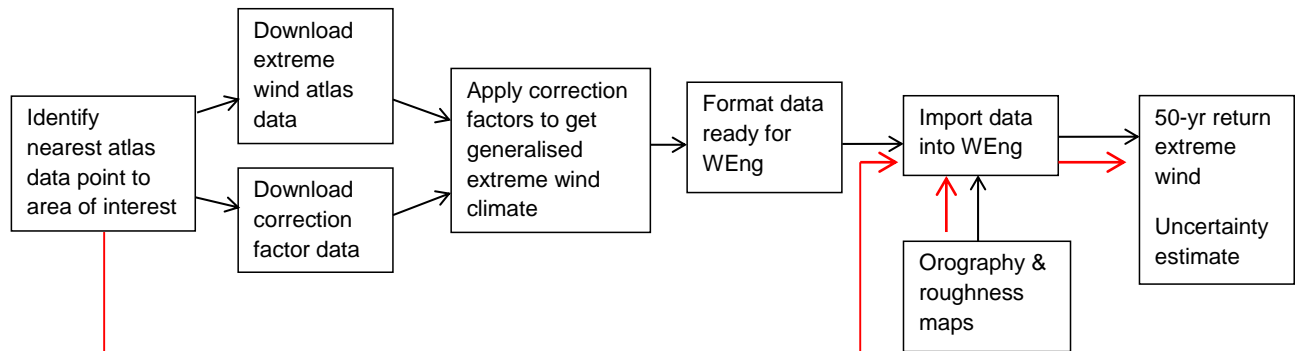 Identify
nearest atlas
data point to
area of interest
Download
extreme
wind atlas
data
Download
correction
factor data
Apply correction
factors to get
generalised
extreme wind
climate
Format data
ready for
WEng
Import data
into WEng
Orography &
roughness
maps
50-yr return
extreme
wind
Uncertainty
estimate